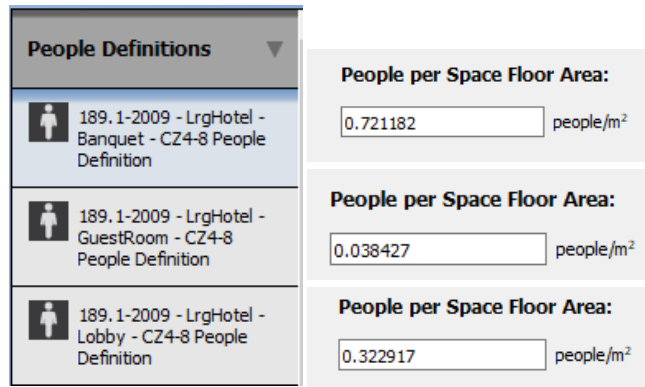 People Definitions
189.1-2009 - LrgHotel -
Banquet - CZ4-8 People
Definition
189.1-2009 - LrgHotel -
GuestRoom - CZ4-8
People Definition
189.1-2009 - LrgHotel -
Lobby - CZ4-8 People
Definition
People per Space Floor Area:
0.721182 people/m²
People per Space Floor Area:
0.038427 people/m²
People per Space Floor Area:
0.322917 people/m²